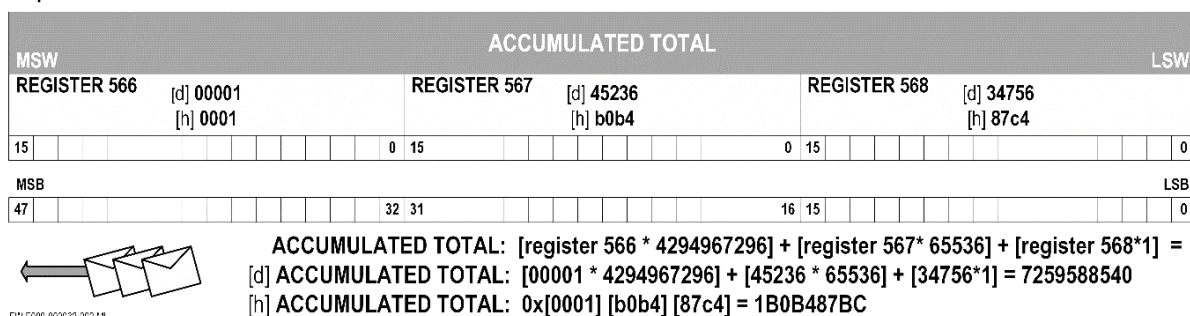 ACCUMULATED TOTAL
MSW LSW
REGISTER 566 [d] 00001 REGISTER 567 [d] 45236 REGISTER 568 [d] 34756
[h] 0001 [h] b0b4 [h] 87c4
15 0 15 0 15 0
MSB LSB
47 32 31 16 15 0
ACCUMULATED TOTAL: [register 566 * 4294967296] + [register 567* 65536] + [register 568*1] =
[d] ACCUMULATED TOTAL: [00001 * 4294967296] + [45236 * 65536] + [34756*1] = 7259588540
[h] ACCUMULATED TOTAL: 0x[0001] [b0b4] [87c4] = 1B0B487BC